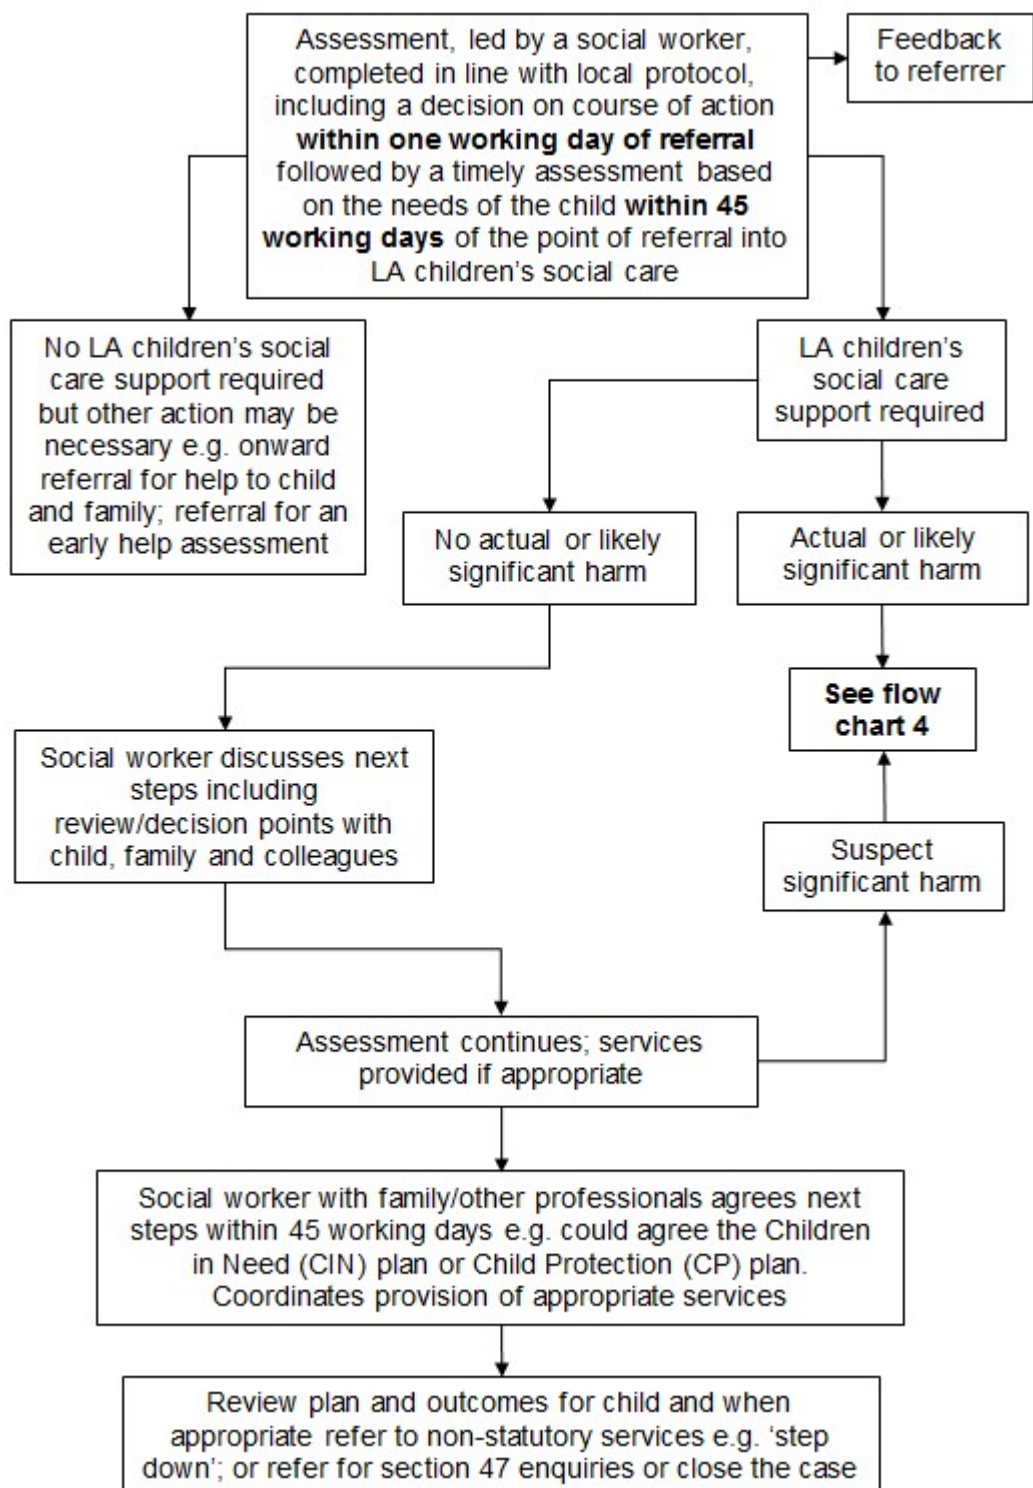 Assessment, led by a social worker,
completed in line with local protocol,
including a decision on course of action
within one working day of referral
followed by a timely assessment based
on the needs of the child within 45
working days of the point of referral into
LA children's social care
Feedback
to referrer
No LA children's social
care support required
but other action may be
necessary e.g. onward
referral for help to child
and family; referral for an
early help assessment
LA children's
social care
support required
No actual or likely
significant harm
Actual or likely
significant harm
See flow
chart 4
Social worker discusses next
steps including
review/decision points with
child, family and colleagues
Suspect
significant harm
Assessment continues; services
provided if appropriate
Social worker with family/other professionals agrees next
steps within 45 working days e.g. could agree the Children
in Need (CIN) plan or Child Protection (CP) plan.
Coordinates provision of appropriate services
Review plan and outcomes for child and when
appropriate refer to non-statutory services e.g. ‘step
down’; or refer for section 47 enquiries or close the case